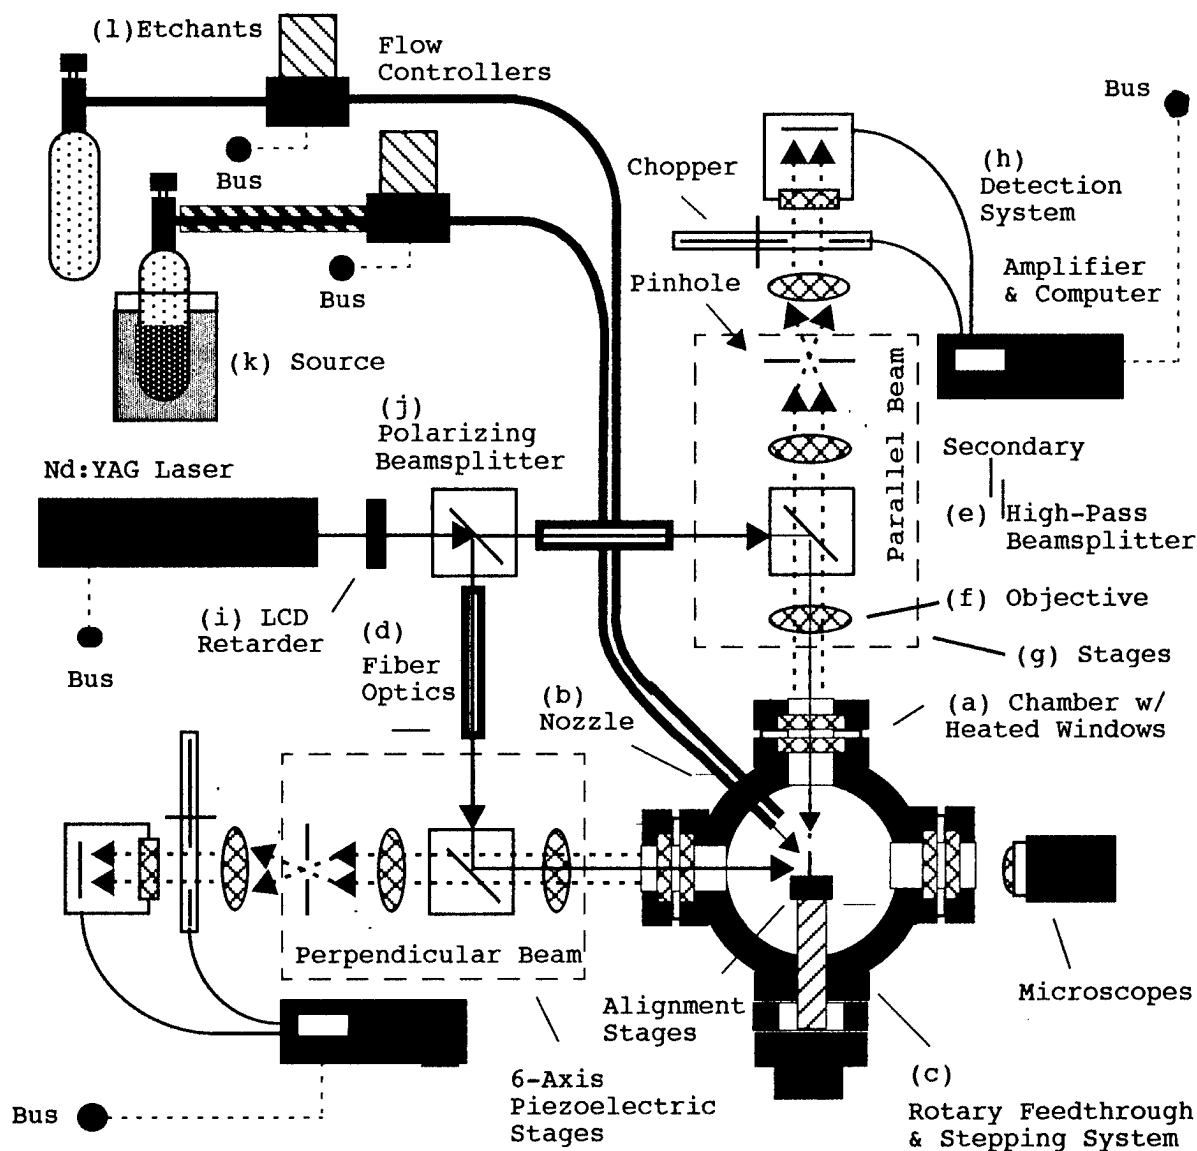 (l)Etchants
Flow
Controllers
Bus
Bus
Chopper
(h)
Detection
System
Bus
Pinhole
Amplifier
& Computer
Bus
(k) Source
(j)
Polarizing
Beamsplitter
Parallel Beam
Nd:YAG Laser
Secondary
(e) High-Pass
Beamsplitter
(i) LCD
Retarder
(d)
Fiber
Optics
(f) Objective
(g) Stages
Bus
(b)
Nozzle
(a) Chamber w/
Heated Windows
Perpendicular Beam
Alignment
Stages
Microscopes
6-Axis
Piezoelectric
Stages
(c)
Rotary Feedthrough
& Stepping System
Bus